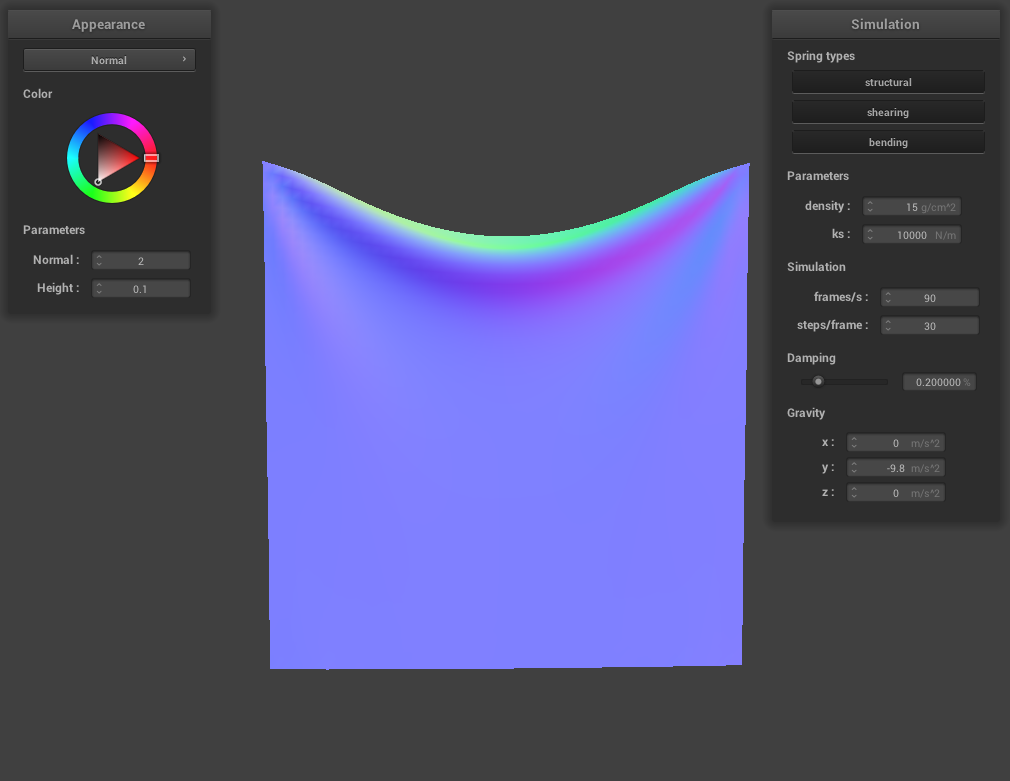 Appearance
Normal ›
Color
Parameters
Normal : 2
Height : 0.1
Simulation
Spring types
structural
shearing
bending
Parameters
density : 15 g/cm^2
ks : 10000 N/m
Simulation
frames/s : 90
steps/frame : 30
Damping
0.200000 %
Gravity
x : 0 m/s^2
y : -9.8 m/s^2
z : 0 m/s^2